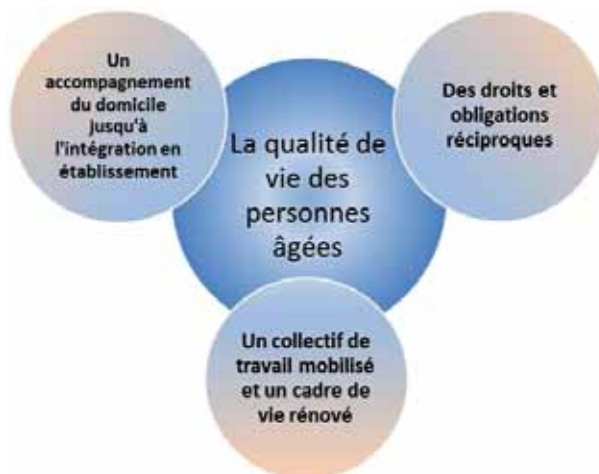 Un
accompagnement
du domicile
jusqu'à
l'intégration en
établissement
La qualité de
vie des
personnes
âgées
Des droits et
obligations
réciproques
Un collectif de
travail mobilisé
et un cadre de
vie rénové